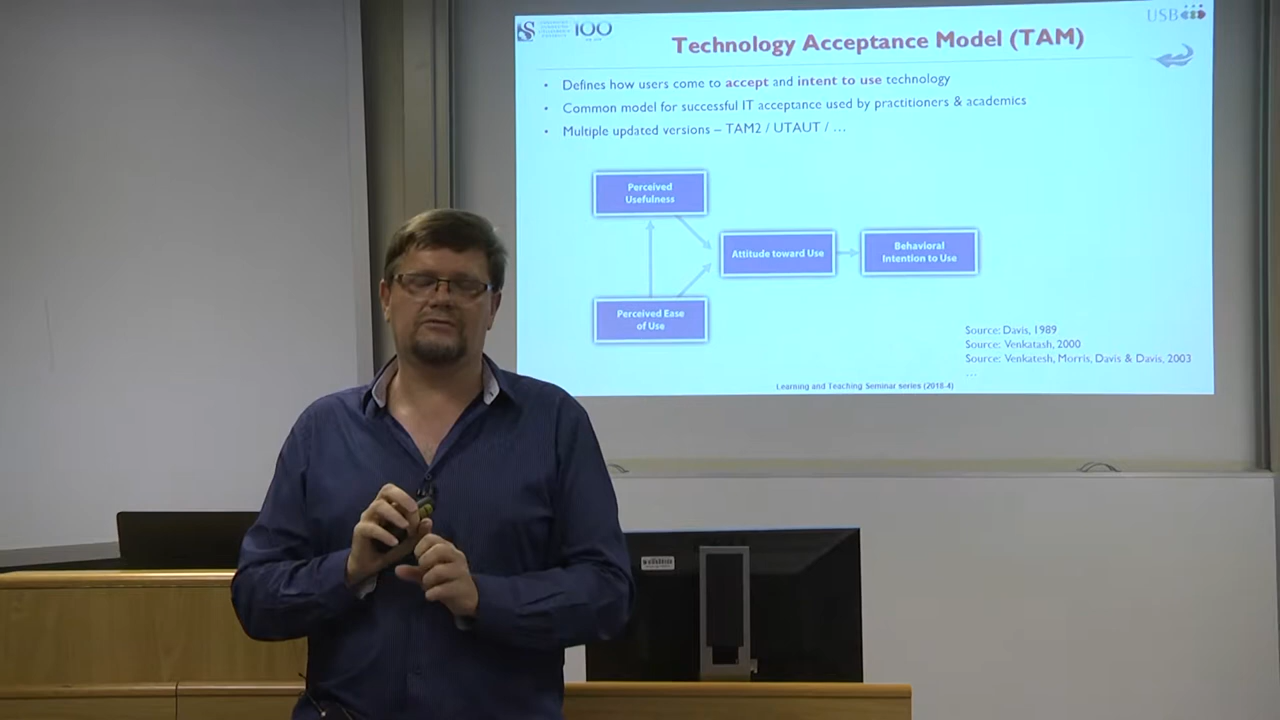 100
USB
Technology Acceptance Model (TAM)
• Defines how users come to accept and intent to use technology
• Common model for successful IT acceptance used by practitioners & academics
• Multiple updated versions – TAM2 / UTAUT / ...
Perceived
Usefulness
Attitude toward Use
Behavioral
Intention to Use
Perceived Ease
of Use
Source: Davis, 1989
Source: Venkatash, 2000
Source: Venkatesh, Morris, Davis & Davis, 2003
...
Learning and Teaching Seminar series (2018-4)